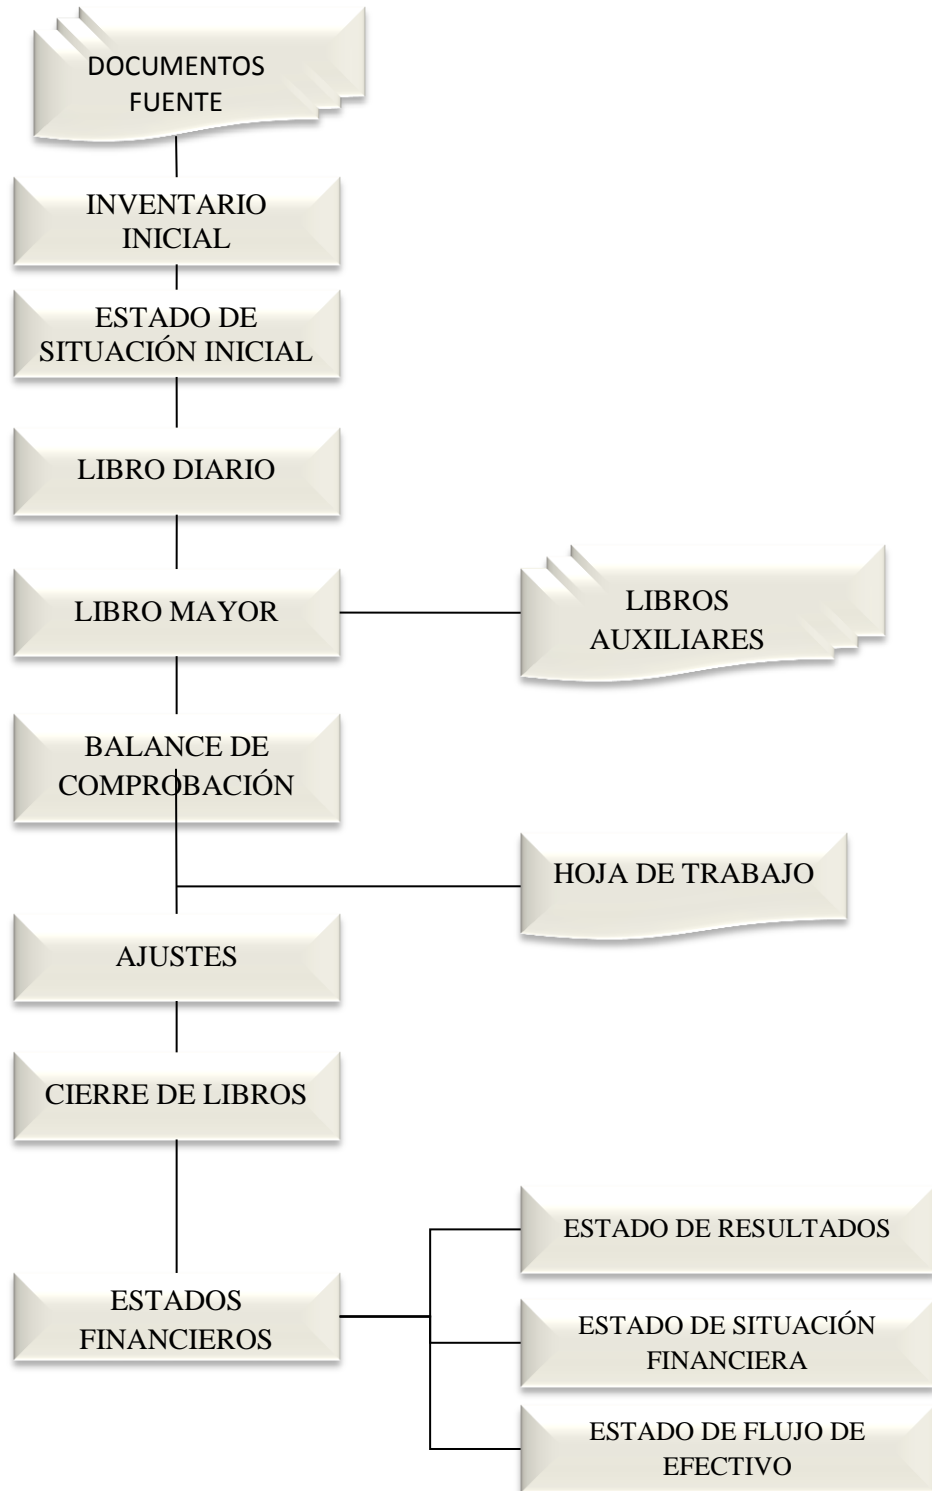 DOCUMENTOS
FUENTE
INVENTARIO
INICIAL
ESTADO DE
SITUACIÓN INICIAL
LIBRO DIARIO
LIBRO MAYOR
LIBROS
AUXILIARES
BALANCE DE
COMPROBACIÓN
HOJA DE TRABAJO
AJUSTES
CIERRE DE LIBROS
ESTADOS
FINANCIEROS
ESTADO DE RESULTADOS
ESTADO DE SITUACIÓN
FINANCIERA
ESTADO DE FLUJO DE
EFECTIVO